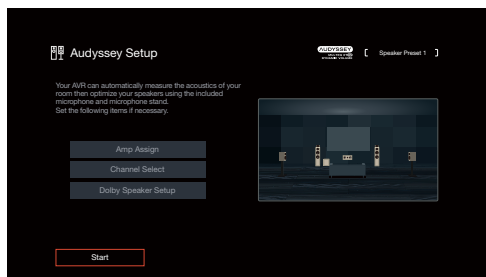 Audyssey Setup
AUDYSSEY
[ Speaker Preset 1 ]
Your AVR can automatically measure the acoustics of your
room then optimize your speakers using the included
microphone and microphone stand.
Set the following items if necessary.
Amp Assign
Channel Select
Dolby Speaker Setup
Start